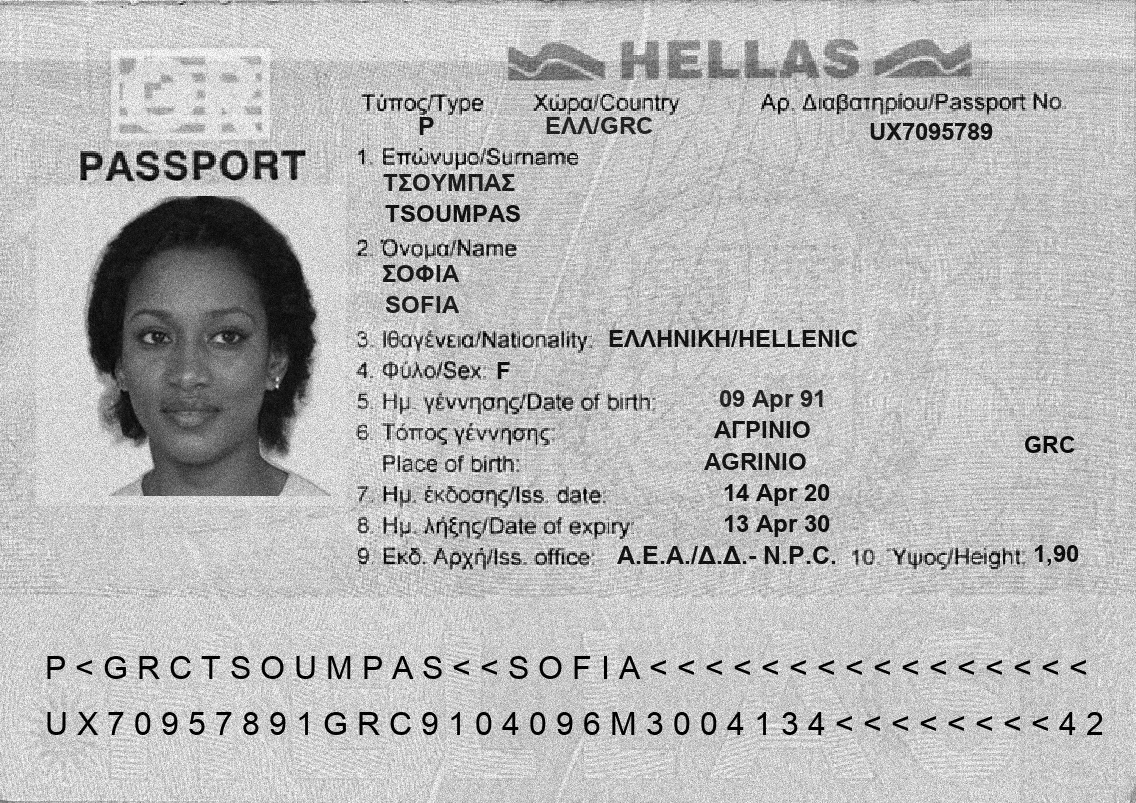 HELLAS
GR
PASSPORT
Τύπος/Type Χώρα/Country Αρ. Διαβατηρίου/Passport No.
P ΕΛΛ/GRC UX7095789
1. Επώνυμο/Surname
ΤΣΟΥΜΠΑΣ
TSOUMPAS
2. Όνομα/Name
ΣΟΦΙΑ
SOFIA
3. Ιθαγένεια/Nationality: ΕΛΛΗΝΙΚΗ/HELLENIC
4. Φύλο/Sex: F
5. Ημ. γέννησης/Date of birth: 09 Apr 91
6. Τόπος γέννησης: ΑΓΡΙΝΙΟ
Place of birth: AGRINIO
GRC
7. Ημ. έκδοσης/Iss. date: 14 Apr 20
8. Ημ. λήξης/Date of expiry: 13 Apr 30
9 Εκδ. Αρχή/Iss. office: Α.Ε.Α./Δ.Δ.- N.P.C. 10. Ύψος/Height: 1,90
P<GRCTSOUMPAS<<SOFIA<<<<<<<<<<<<<<<<
UX70957891GRC9104096M3004134<<<<<<<<42